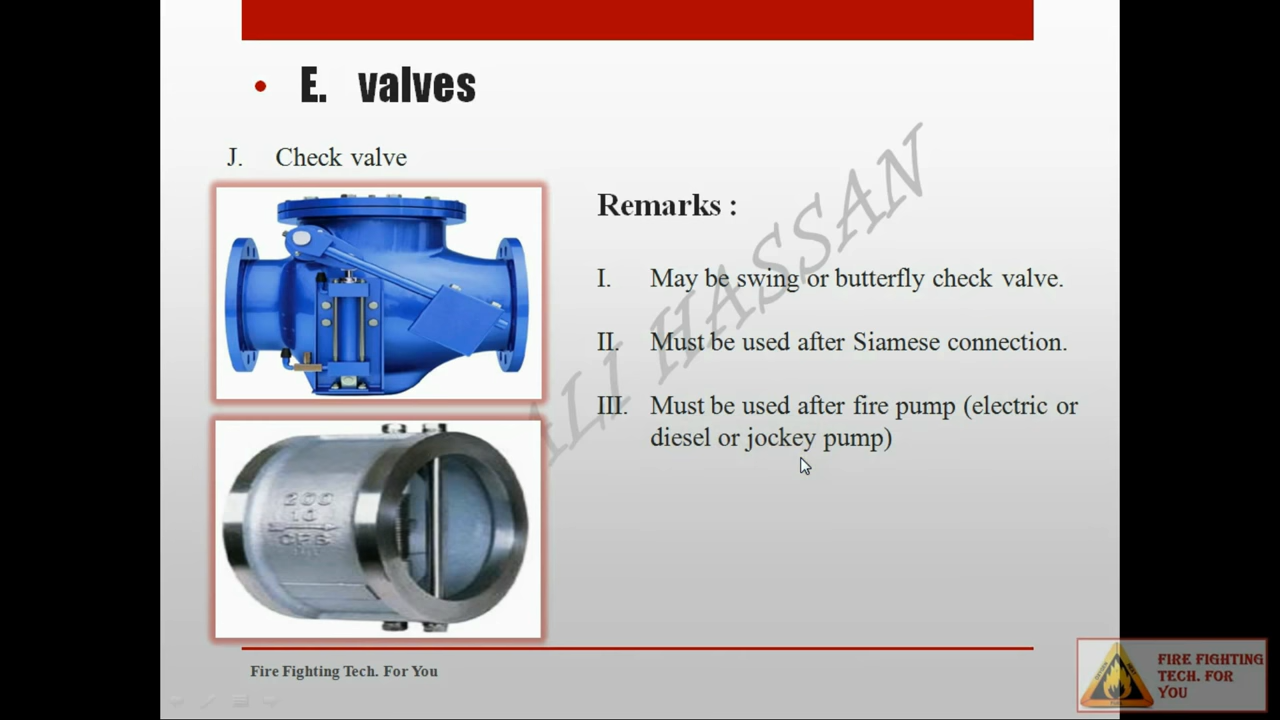 • E. valves
J. Check valve
Remarks :
I. May be swing or butterfly check valve.
II. Must be used after Siamese connection.
III. Must be used after fire pump (electric or
diesel or jockey pump)
ALI HASSAN
200
10
Fire Fighting Tech. For You
FIRE FIGHTING
TECH. FOR
YOU